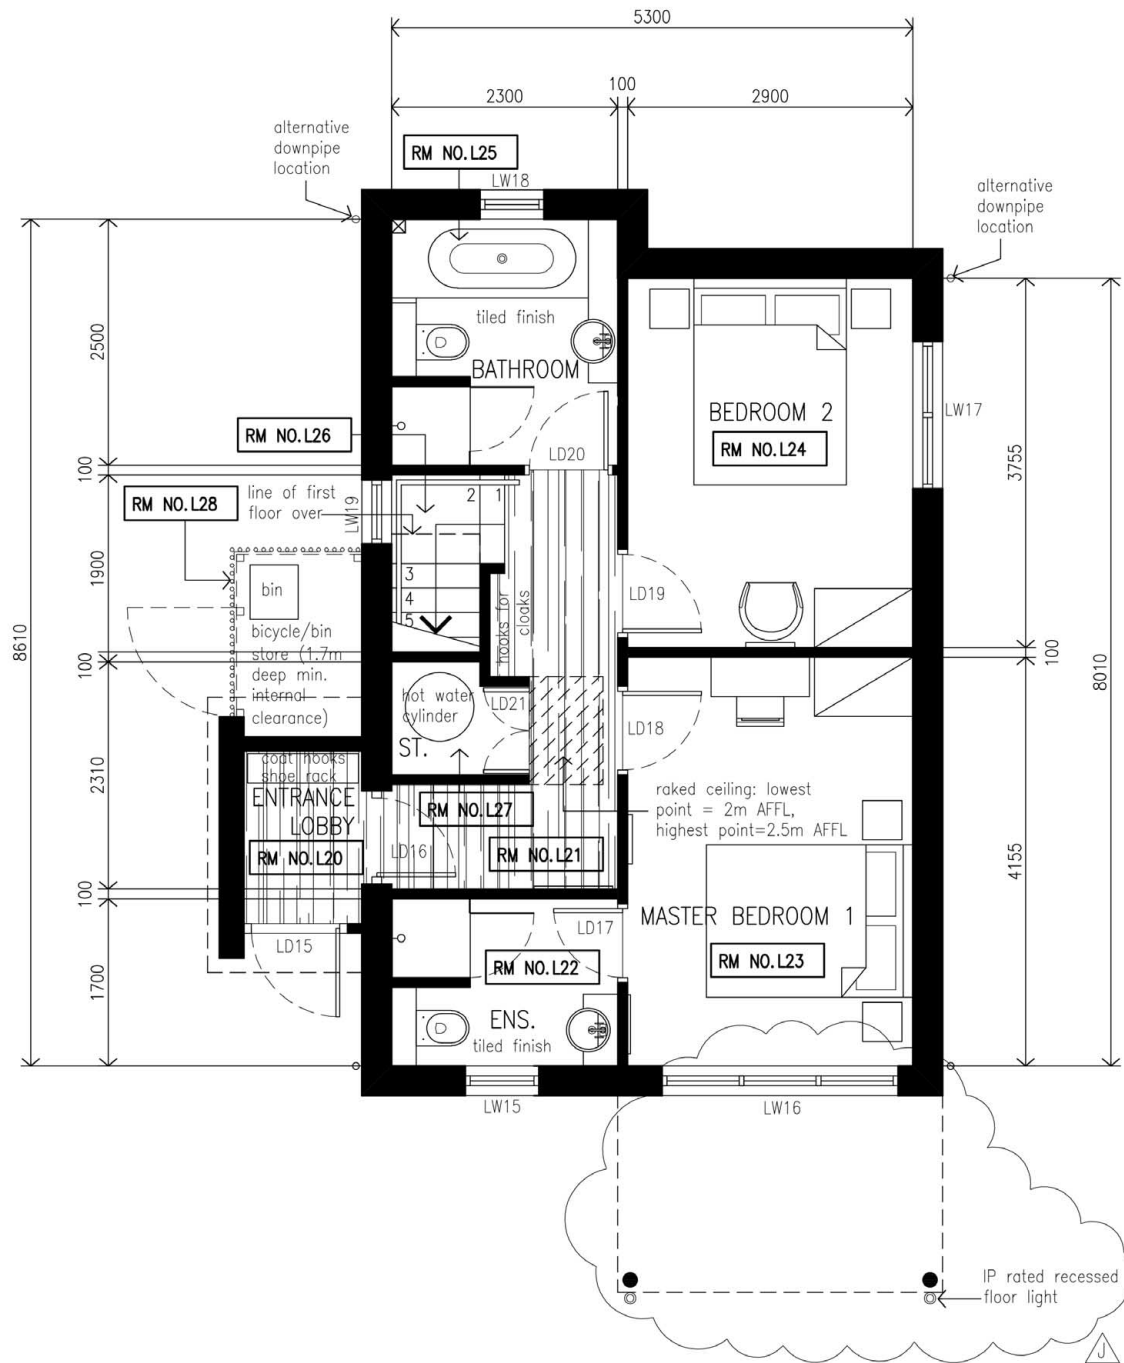 5300
100
2300
2900
alternative
downpipe
location
RM NO.L25
LW18
alternative
downpipe
location
tiled finish
BATHROOM
2500
BEDROOM 2
RM NO.L24
LW17
RM NO.L26
LD20
3755
100
RM NO.L28
line of first
floor over
LW19
2 1
3
4
5
hooks for
cloaks
LD19
1900
bin
bicycle/bin
store (1.7m
deep min.
internal
clearance)
8610
100
100
8010
hot water
cylinder
LD21
ST.
LD18
2310
coat hooks
shoe rack
ENTRANCE
LOBBY
RM NO.L20
RM NO.L27
LD16
RM NO.L21
raked ceiling: lowest
point = 2m AFFL,
highest point=2.5m AFFL
4155
100
MASTER BEDROOM 1
RM NO.L23
LD17
LD15
RM NO.L22
1700
ENS.
tiled finish
LW15
LW16
IP rated recessed
floor light
J